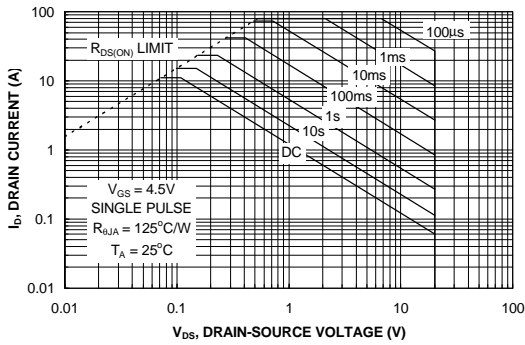 100
10
1
0.1
0.01
I_D, DRAIN CURRENT (A)
R_DS(ON) LIMIT
100µs
1ms
10ms
100ms
1s
10s
DC
V_GS = 4.5V
SINGLE PULSE
R_θJA = 125°C/W
T_A = 25°C
0.01 0.1 1 10 100
V_DS, DRAIN-SOURCE VOLTAGE (V)